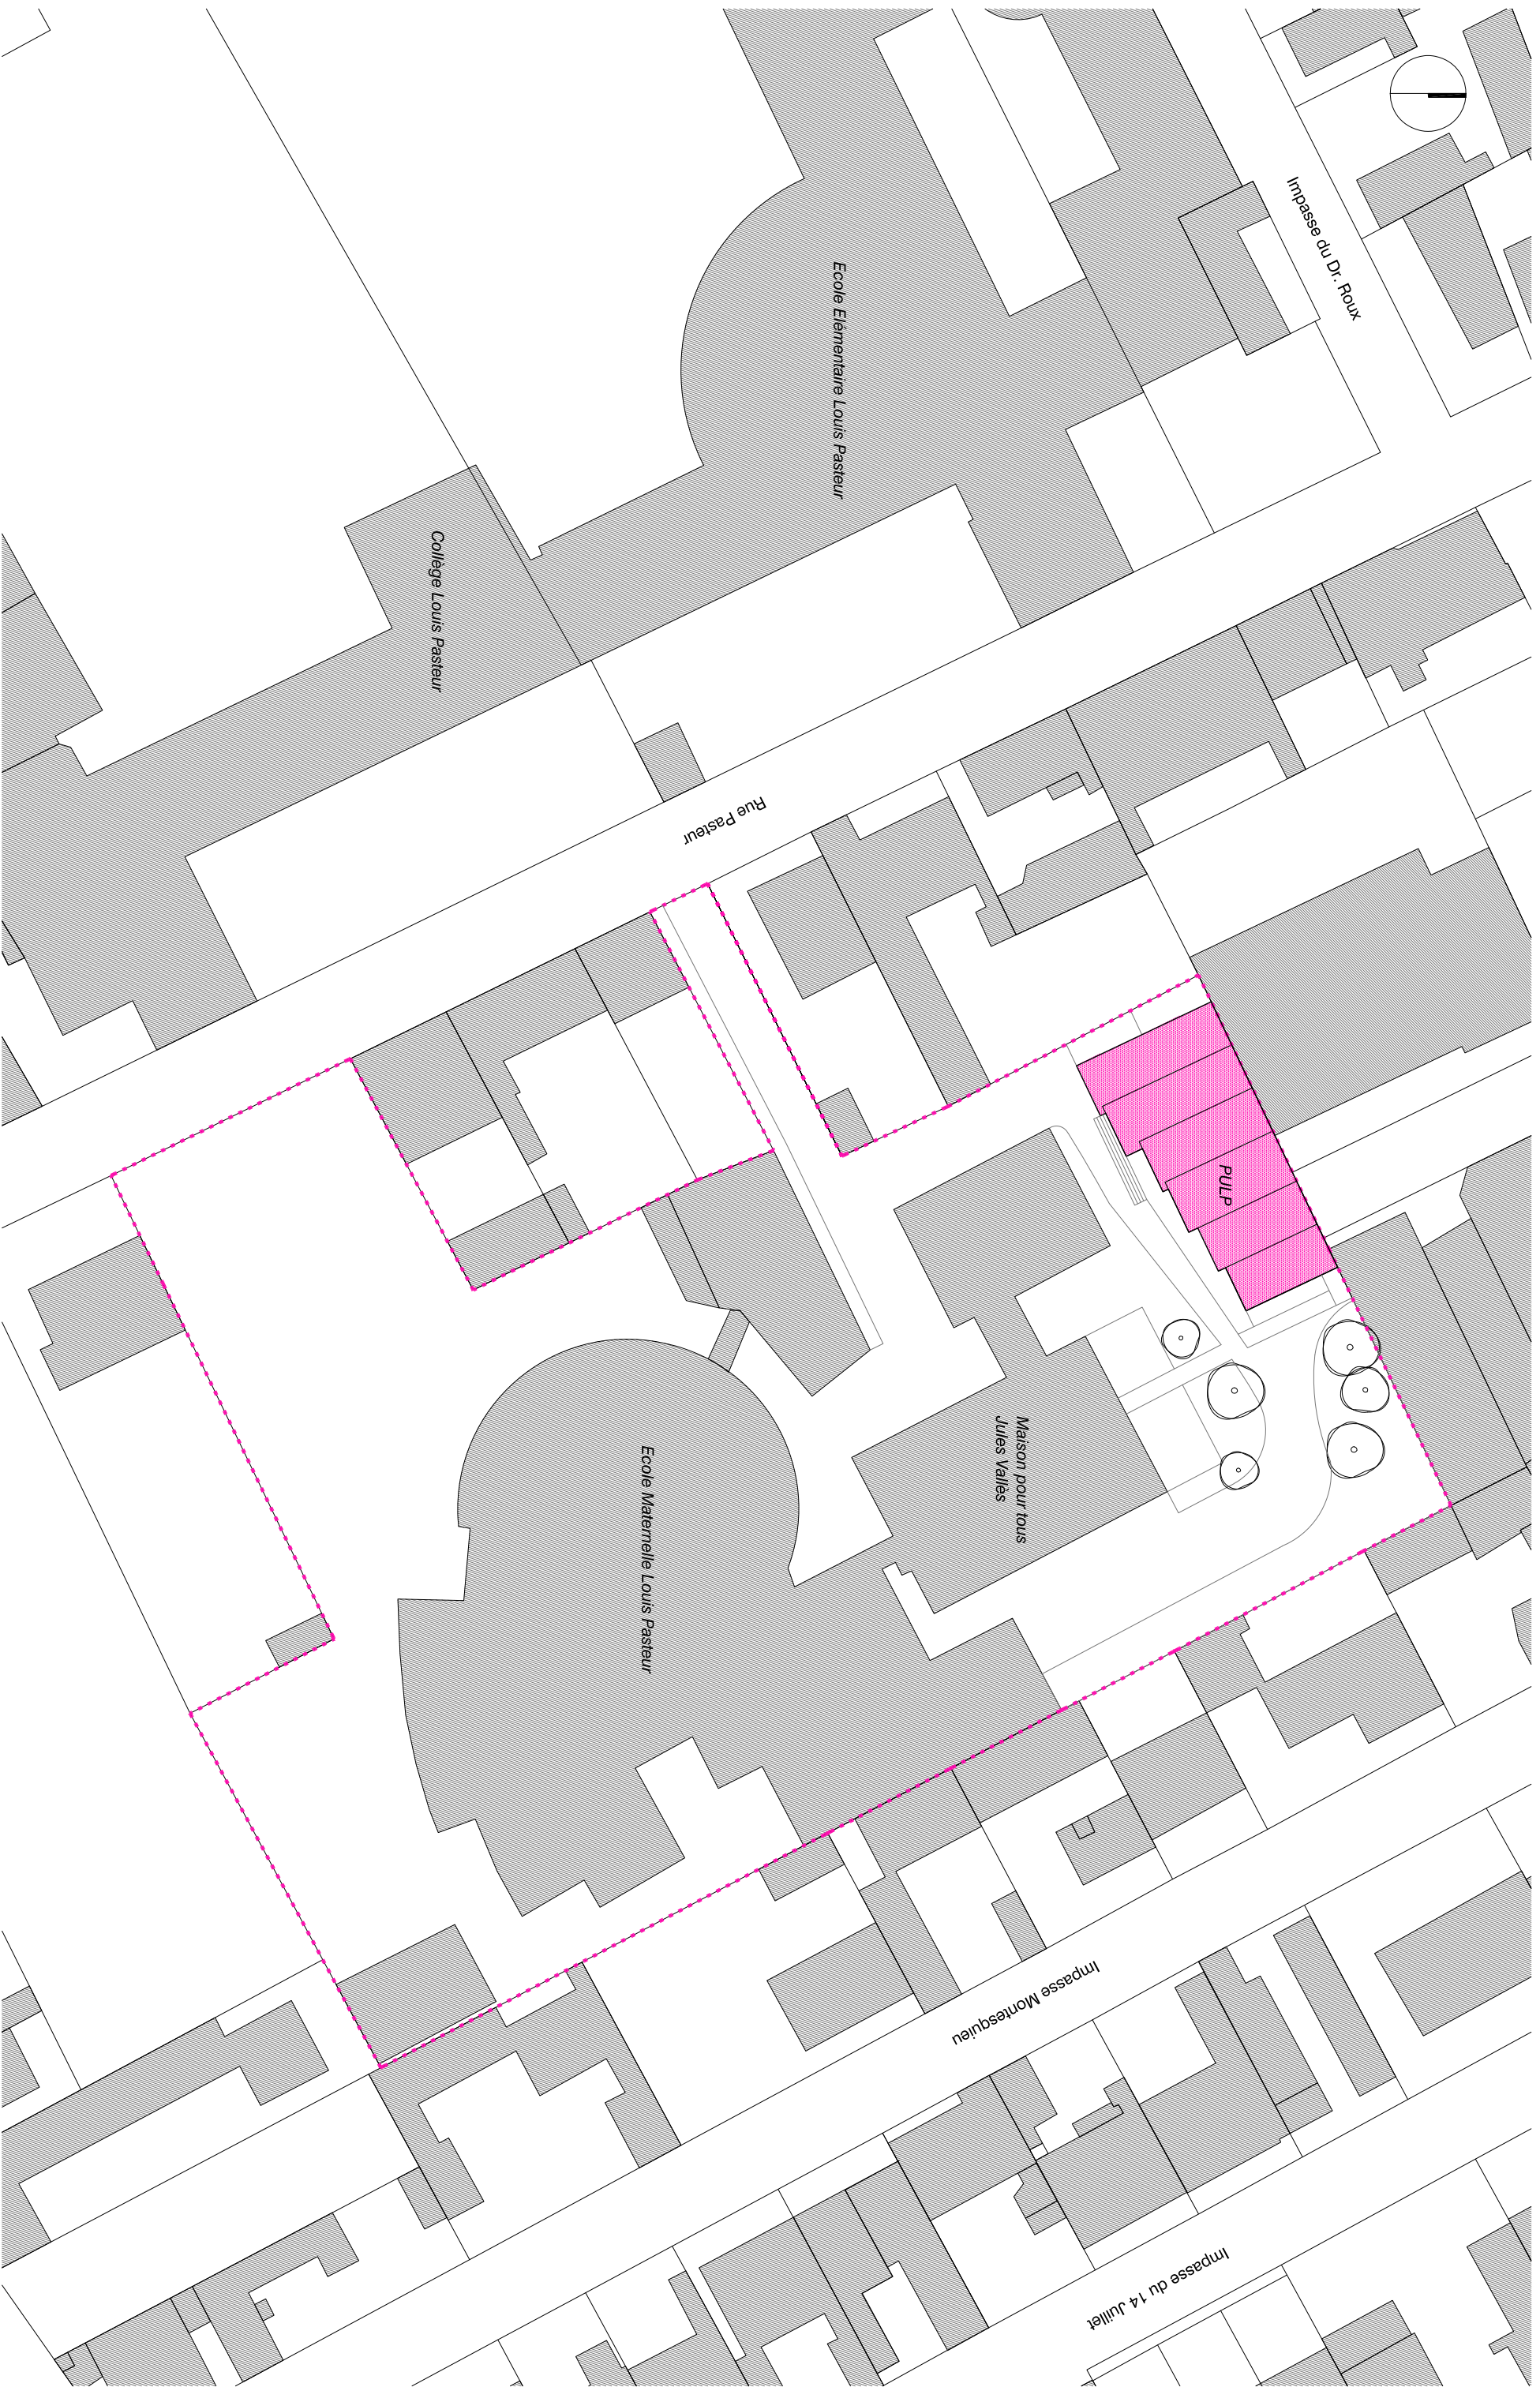 Impasse du Dr. Roux
Ecole Elémentaire Louis Pasteur
Collège Louis Pasteur
Rue Pasteur
PULP
Maison pour tous
Jules Vallès
Ecole Maternelle Louis Pasteur
Impasse Montesquieu
Impasse du 14 Juillet